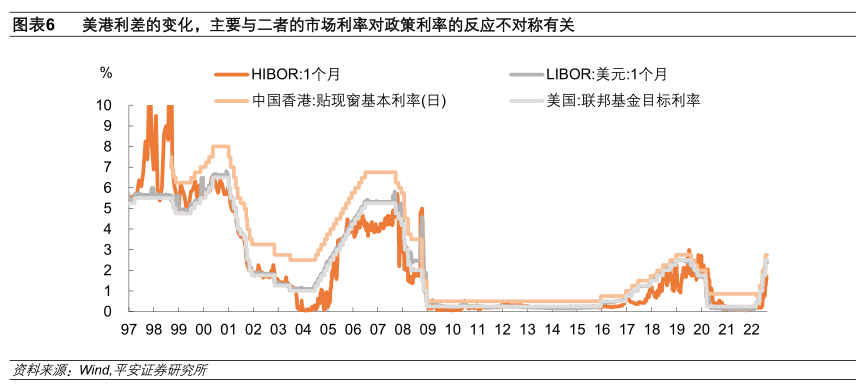 图表6 美港利差的变化，主要与二者的市场利率对政策利率的反应不对称有关
%
HIBOR:1个月 LIBOR:美元:1个月
中国香港:贴现窗基本利率(日) 美国:联邦基金目标利率
10
9
8
7
6
5
4
3
2
1
0
97 98 99 00 01 02 03 04 05 06 07 08 09 10 11 12 13 14 15 16 17 18 19 20 21 22
资料来源：Wind,平安证券研究所